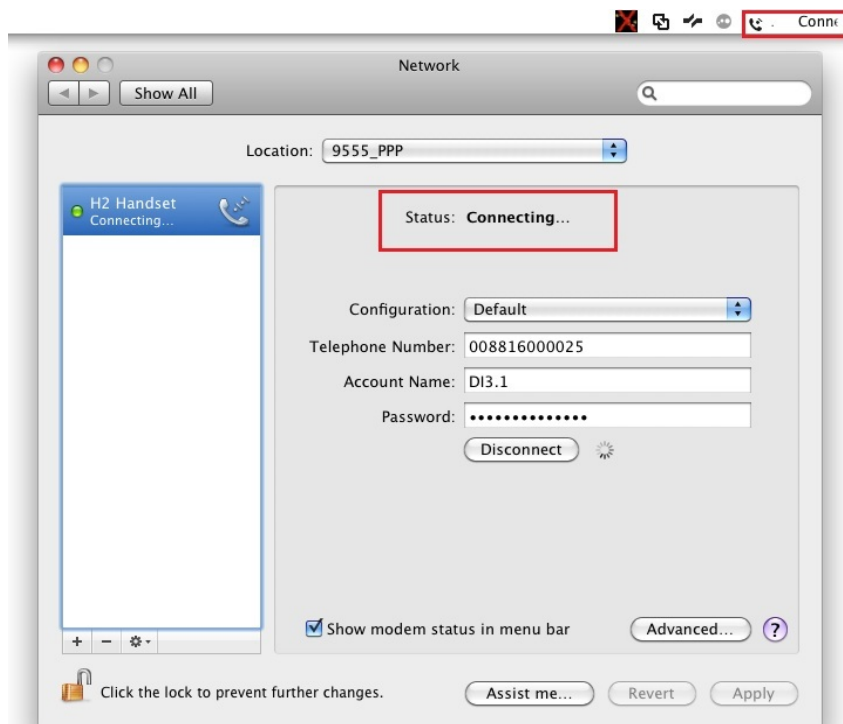 Conne
Network
Show All
Location: 9555_PPP
H2 Handset
Connecting...
Status: Connecting...
Configuration: Default
Telephone Number: 008816000025
Account Name: DI3.1
Password: ••••••••••••••
Disconnect
Show modem status in menu bar
Advanced...
?
+ −
Click the lock to prevent further changes.
Assist me...
Revert
Apply